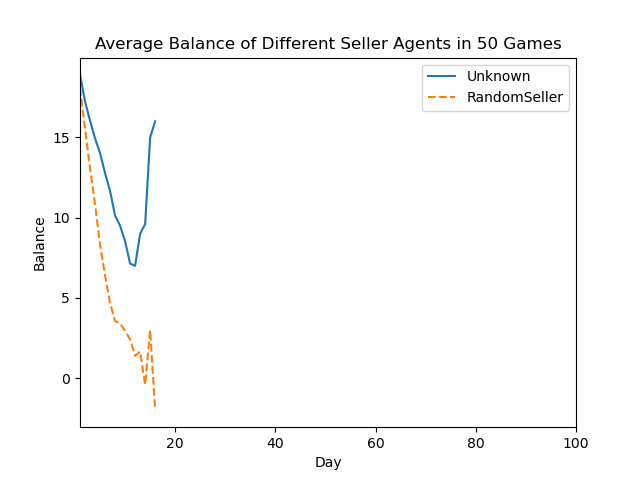 Average Balance of Different Seller Agents in 50 Games
Unknown
RandomSeller
15
10
5
0
Balance
20 40 60 80 100
Day